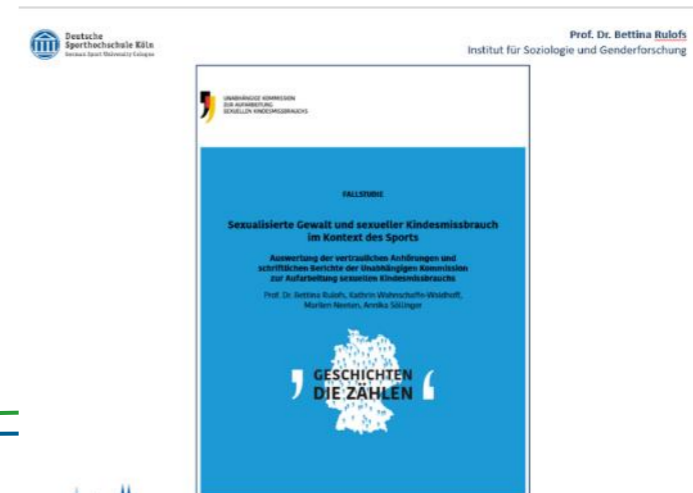 Deutsche
Sporthochschule Köln
German Sport University Cologne
Prof. Dr. Bettina Rulofs
Institut für Soziologie und Genderforschung
UNABHÄNGIGE KOMMISSION
ZUR AUFARBEITUNG
SEXUELLEN KINDESMISSBRAUCHS
FALLSTUDIE
Sexualisierte Gewalt und sexueller Kindesmissbrauch
im Kontext des Sports
Auswertung der vertraulichen Anhörungen und
schriftlichen Berichte der Unabhängigen Kommission
zur Aufarbeitung sexuellen Kindesmissbrauchs
Prof. Dr. Bettina Rulofs, Kathrin Wahnschaffe-Waldhoff,
Marilen Neeten, Annika Söllinger
GESCHICHTEN
DIE ZÄHLEN